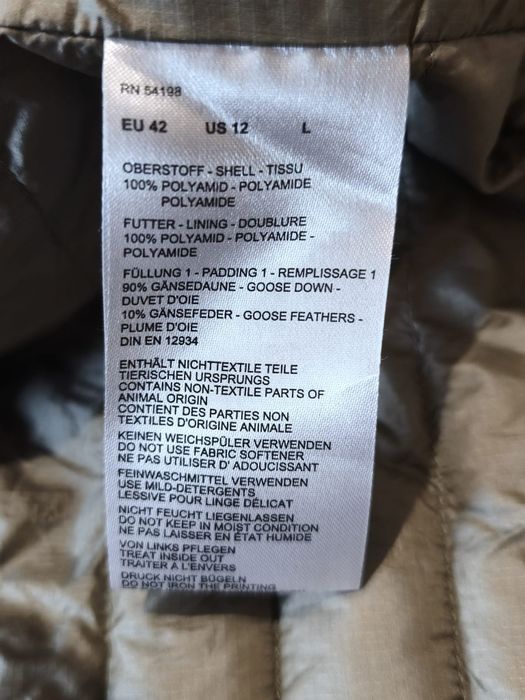 RN 54198
EU 42 US 12 L
OBERSTOFF - SHELL - TISSU
100% POLYAMID - POLYAMIDE
POLYAMIDE
FUTTER - LINING - DOUBLURE
100% POLYAMID - POLYAMIDE -
POLYAMIDE
FÜLLUNG 1 - PADDING 1 - REMPLISSAGE 1
90% GÄNSEDAUNE - GOOSE DOWN -
DUVET D'OIE
10% GÄNSEFEDER - GOOSE FEATHERS -
PLUME D'OIE
DIN EN 12934
ENTHÄLT NICHTTEXTILE TEILE
TIERISCHEN URSPRUNGS
CONTAINS NON-TEXTILE PARTS OF
ANIMAL ORIGIN
CONTIENT DES PARTIES NON
TEXTILES D'ORIGINE ANIMALE
KEINEN WEICHSPÜLER VERWENDEN
DO NOT USE FABRIC SOFTENER
NE PAS UTILISER D' ADOUCISSANT
FEINWASCHMITTEL VERWENDEN
USE MILD-DETERGENTS
LESSIVE POUR LINGE DÉLICAT
NICHT FEUCHT LIEGENLASSEN
DO NOT KEEP IN MOIST CONDITION
NE PAS LAISSER EN ÉTAT HUMIDE
VON LINKS PFLEGEN
TREAT INSIDE OUT
TRAITER A L'ENVERS
DRUCK NICHT BÜGELN
DO NOT IRON THE PRINTING